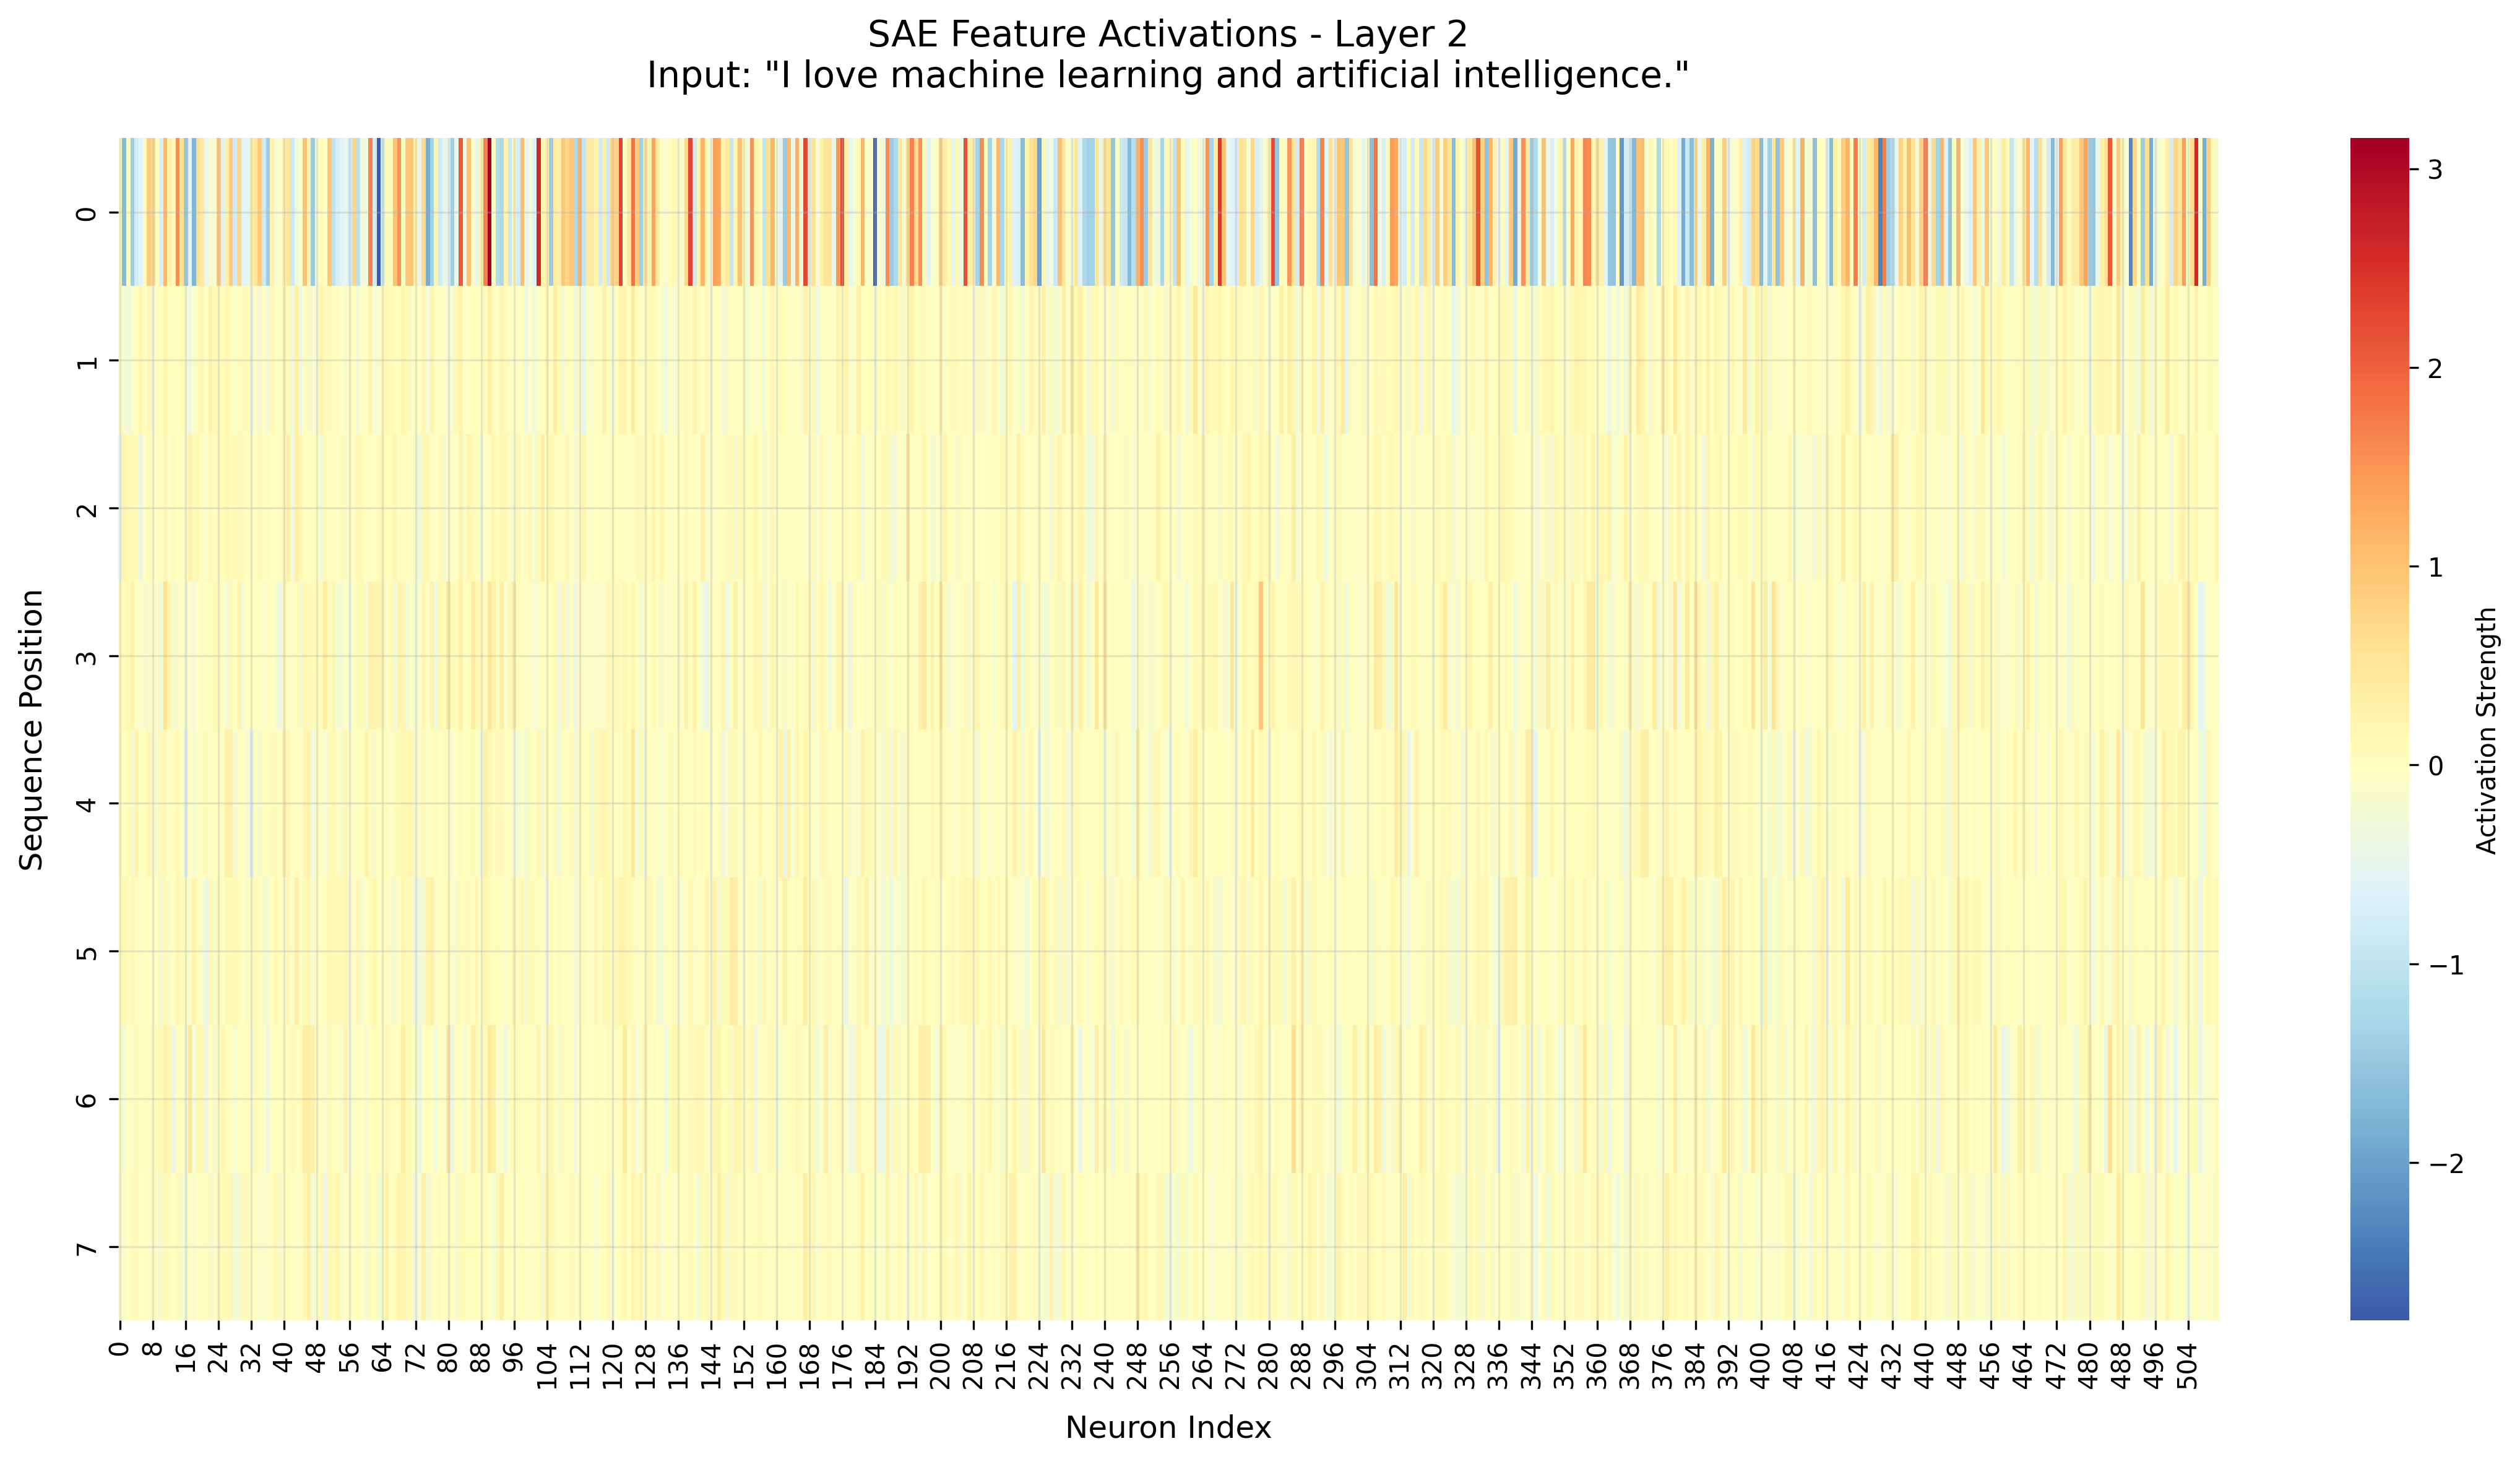 SAE Feature Activations - Layer 2
Input: "I love machine learning and artificial intelligence."
Sequence Position
0
1
2
3
4
5
6
7
0 8 16 24 32 40 48 56 64 72 80 88 96 104 112 120 128 136 144 152 160 168 176 184 192 200 208 216 224 232 240 248 256 264 272 280 288 296 304 312 320 328 336 344 352 360 368 376 384 392 400 408 416 424 432 440 448 456 464 472 480 488 496 504
Neuron Index
3
2
1
0
−1
−2
Activation Strength